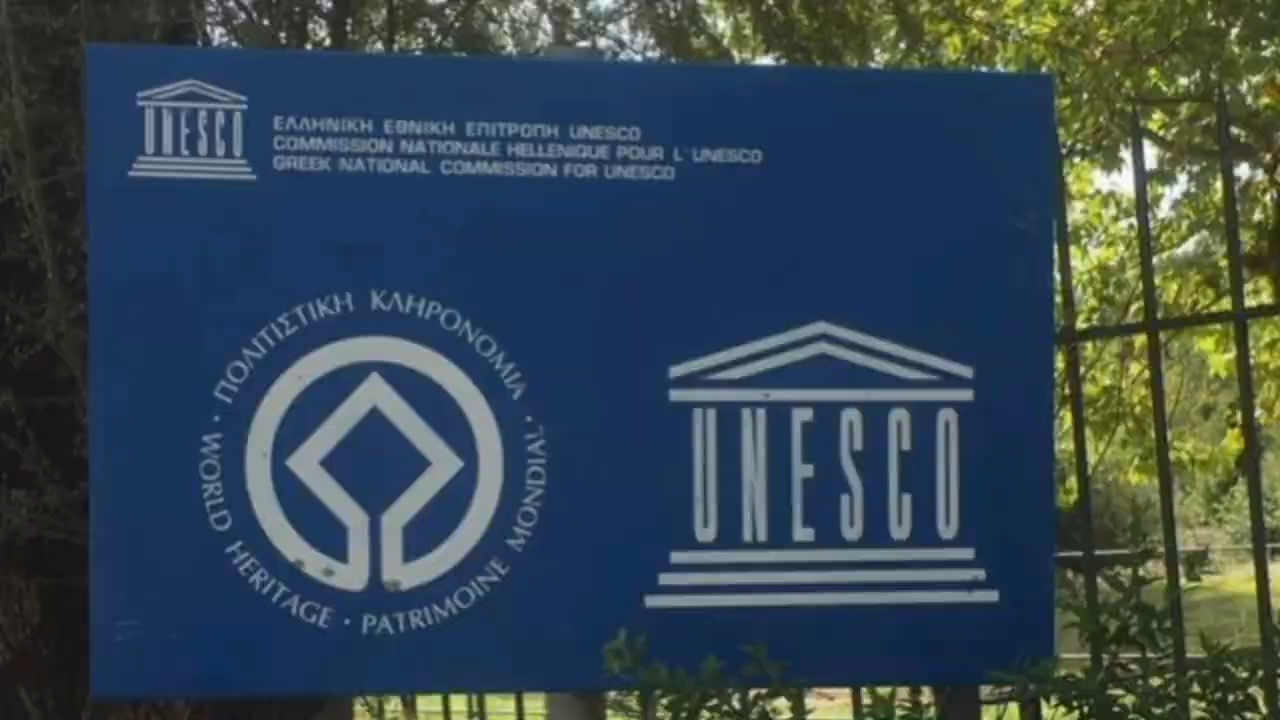 UNESCO
ΕΛΛΗΝΙΚΗ ΕΘΝΙΚΗ ΕΠΙΤΡΟΠΗ UNESCO
COMMISSION NATIONALE HELLENIQUE POUR L'UNESCO
GREEK NATIONAL COMMISSION FOR UNESCO
· ΠΟΛΙΤΙΣΤΙΚΗ ΚΛΗΡΟΝΟΜΙΑ ·
WORLD HERITAGE · PATRIMOINE MONDIAL
UNESCO